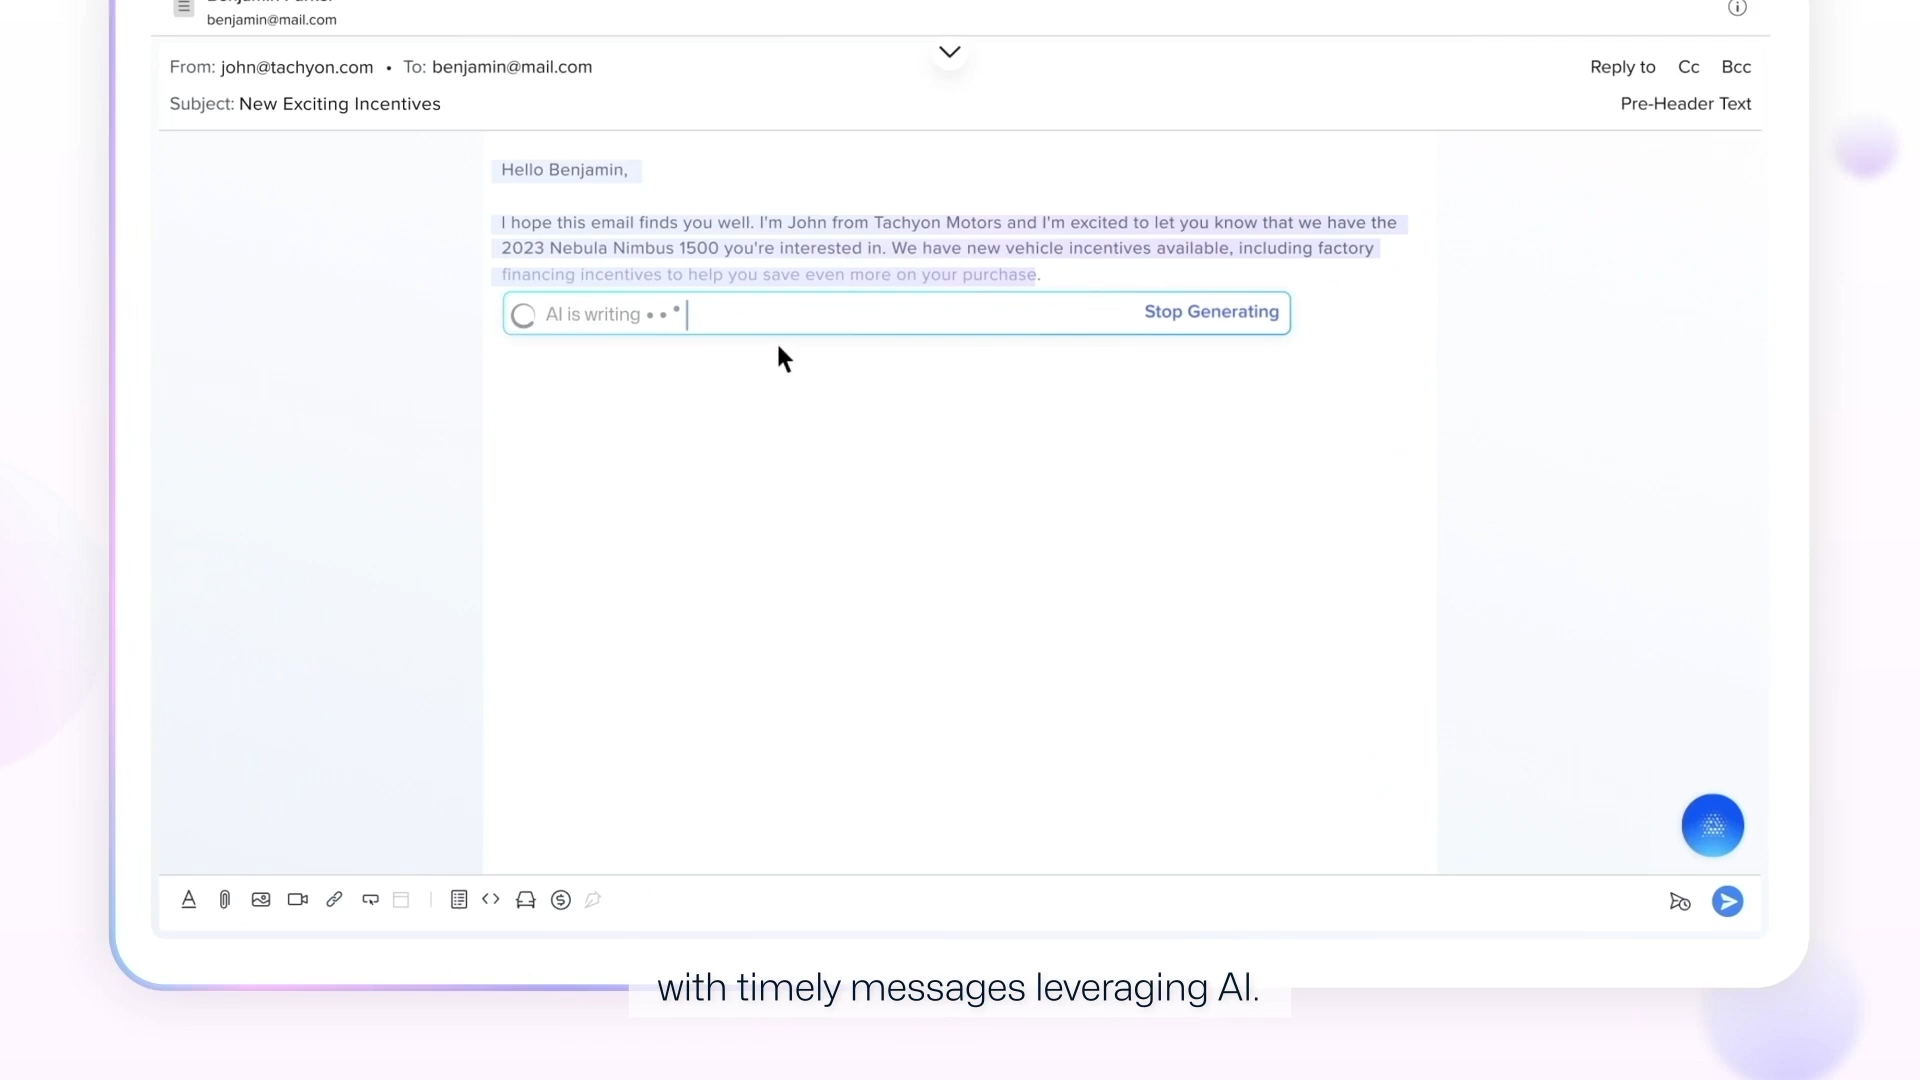 benjamin@mail.com
From: john@tachyon.com • To: benjamin@mail.com
Reply to Cc Bcc
Subject: New Exciting Incentives
Pre-Header Text
Hello Benjamin,
I hope this email finds you well. I'm John from Tachyon Motors and I'm excited to let you know that we have the
2023 Nebula Nimbus 1500 you're interested in. We have new vehicle incentives available, including factory
financing incentives to help you save even more on your purchase.
AI is writing •••
Stop Generating
with timely messages leveraging AI.